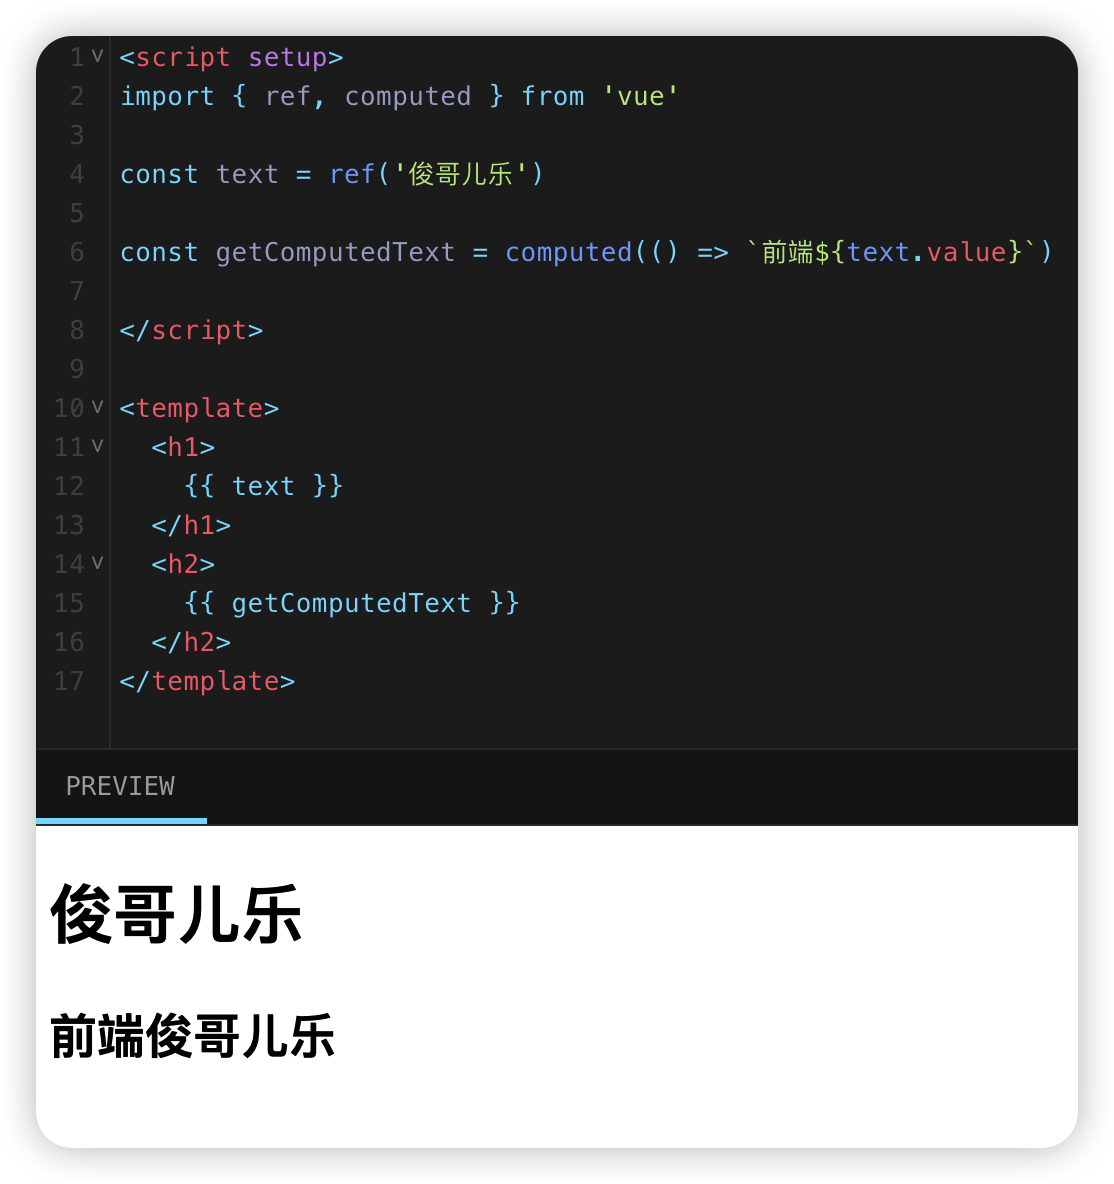 1 <script setup>
2 import { ref, computed } from 'vue'
3
4 const text = ref('俊哥儿乐')
5
6 const getComputedText = computed(() => `前端${text.value}`)
7
8 </script>
9
10 <template>
11   <h1>
12     {{ text }}
13   </h1>
14   <h2>
15     {{ getComputedText }}
16   </h2>
17 </template>
PREVIEW
俊哥儿乐
前端俊哥儿乐